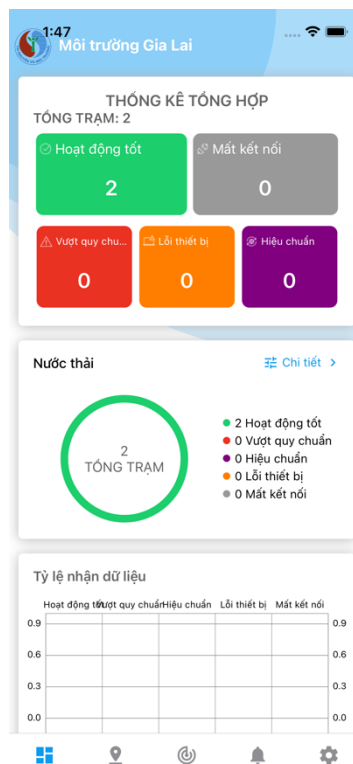 1:47
Môi trường Gia Lai
THỐNG KÊ TỔNG HỢP
TỔNG TRẠM: 2
Hoạt động tốt
2
Mất kết nối
0
Vượt quy chu...
0
Lỗi thiết bị
0
Hiệu chuẩn
0
Nước thải
Chi tiết
2
TỔNG TRẠM
2 Hoạt động tốt
0 Vượt quy chuẩn
0 Hiệu chuẩn
0 Lỗi thiết bị
0 Mất kết nối
Tỷ lệ nhận dữ liệu
Hoạt động tốt Vượt quy chuẩn Hiệu chuẩn Lỗi thiết bị Mất kết nối
0.9 0.9
0.6 0.6
0.3 0.3
0.0 0.0